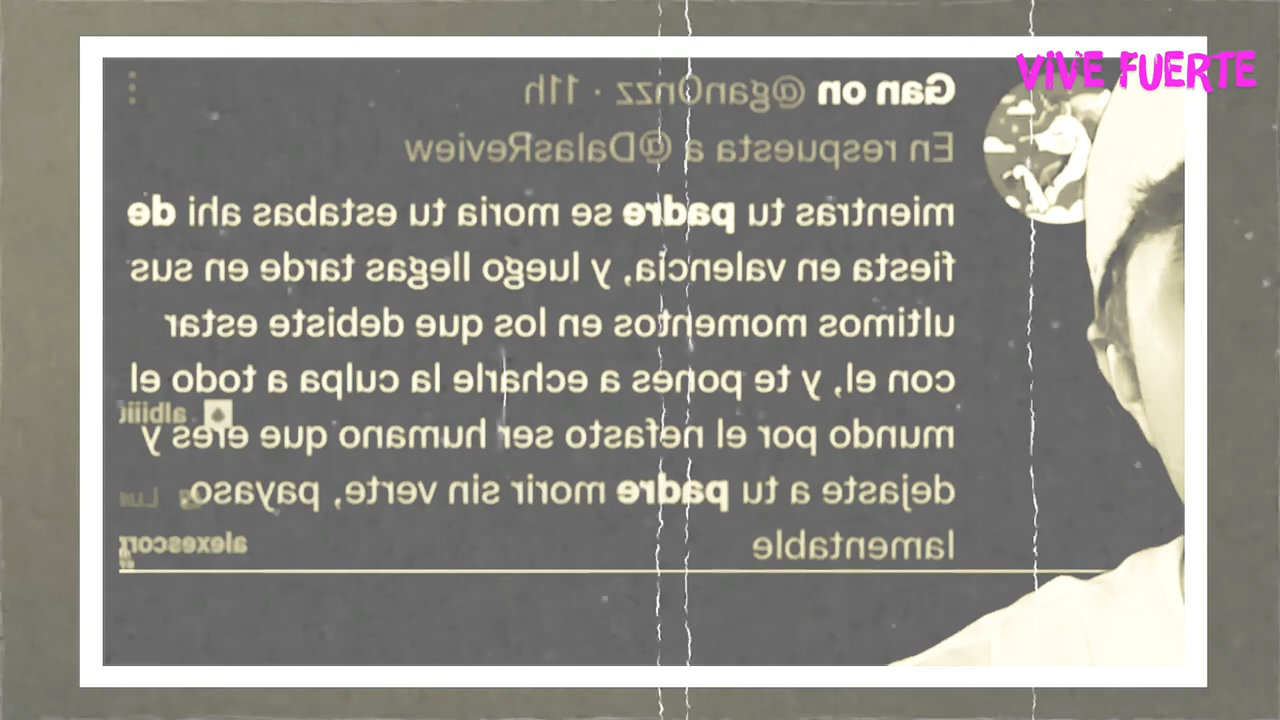 VIVE FUERTE
Gan on @ganOnzz · 11h
En respuesta a @DalasReview
mientras tu padre se moria tu estabas ahi de
fiesta en valencia, y luego llegas tarde en sus
ultimos momentos en los que debiste estar
con el, y te pones a echarle la culpa a todo el
albiiit
mundo por el nefasto ser humano que eres y
dejaste a tu padre morir sin verte, payaso
lamentable
alexescorr